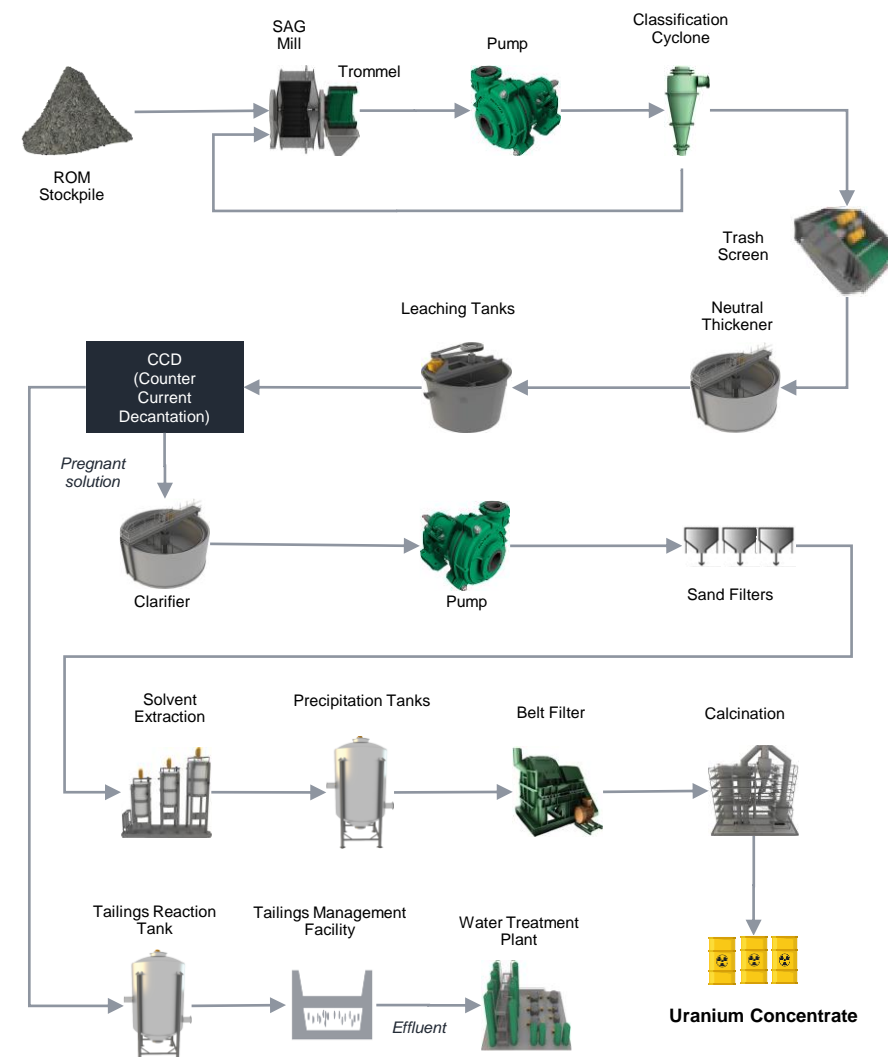 SAG
Mill
Trommel
Pump
Classification
Cyclone
ROM
Stockpile
Trash
Screen
Leaching Tanks
Neutral
Thickener
CCD
(Counter
Current
Decantation)
Pregnant
solution
Clarifier
Pump
Sand Filters
Solvent
Extraction
Precipitation Tanks
Belt Filter
Calcination
Tailings Reaction
Tank
Tailings Management
Facility
Water Treatment
Plant
Effluent
Uranium Concentrate